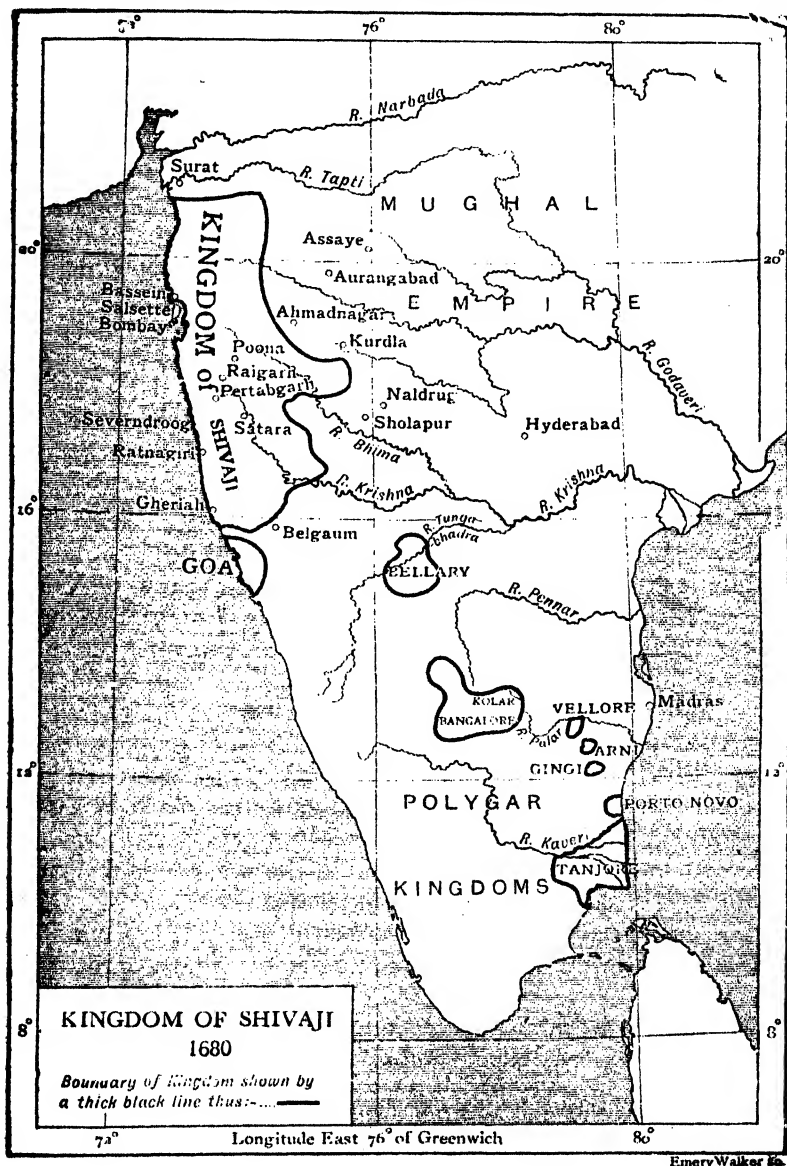 72° 76° 80°
R. Narbada
Surat
R. Tapti
MUGHAL
KINGDOM of SHIVAJI
Assaye
20° 20°
Aurangabad
Bassein
EMPIRE
Salsette
Ahmadnagar
Bombay
Kurdla
Poona
R. Godaveri
Raigarh
Pertabgarh
Naldrug
Severndroog
Sholapur
Hyderabad
Satara
R. Bhima
Ratnagiri
R. Krishna
R. Krishna
Gheriah
16°
Belgaum
R. Tunga
bhadra
GOA
BELLARY
R. Pennar
KOLAR
VELLORE
Madras
BANGALORE
R. Palar
ARNI
GINGI
12° 12°
POLYGAR
PORTO NOVO
R. Kaveri
TANJORE
KINGDOMS
KINGDOM OF SHIVAJI
1680
8° 8°
Boundary of Kingdom shown by
a thick black line thus:-....
72° Longitude East 76° of Greenwich 80°
Emery Walker